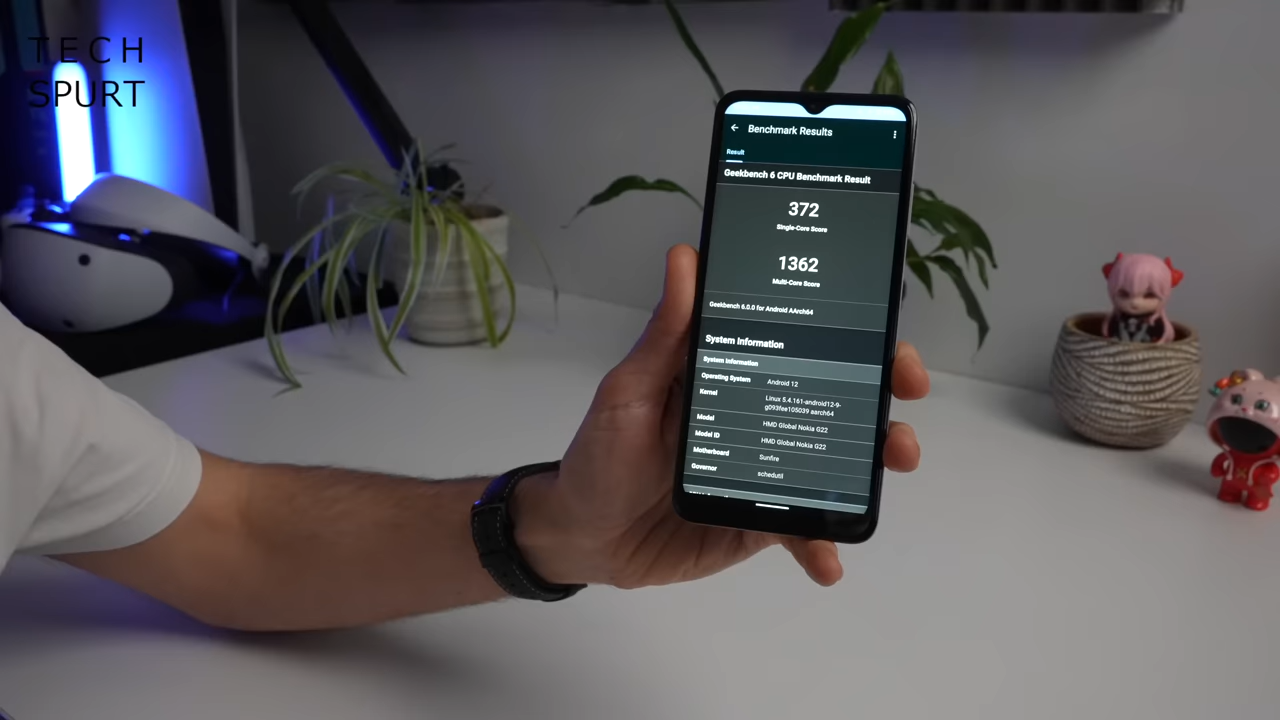 TECH
SPURT
Benchmark Results
Result
Geekbench 6 CPU Benchmark Result
372
Single-Core Score
1362
Multi-Core Score
Geekbench 6.0.0 for Android AArch64
System Information
System Information
Operating System Android 12
Kernel Linux 5.4.161-android12-9-
g093fee105039 aarch64
Model HMD Global Nokia G22
Model ID HMD Global Nokia G22
Motherboard Sunfire
Governor schedutil